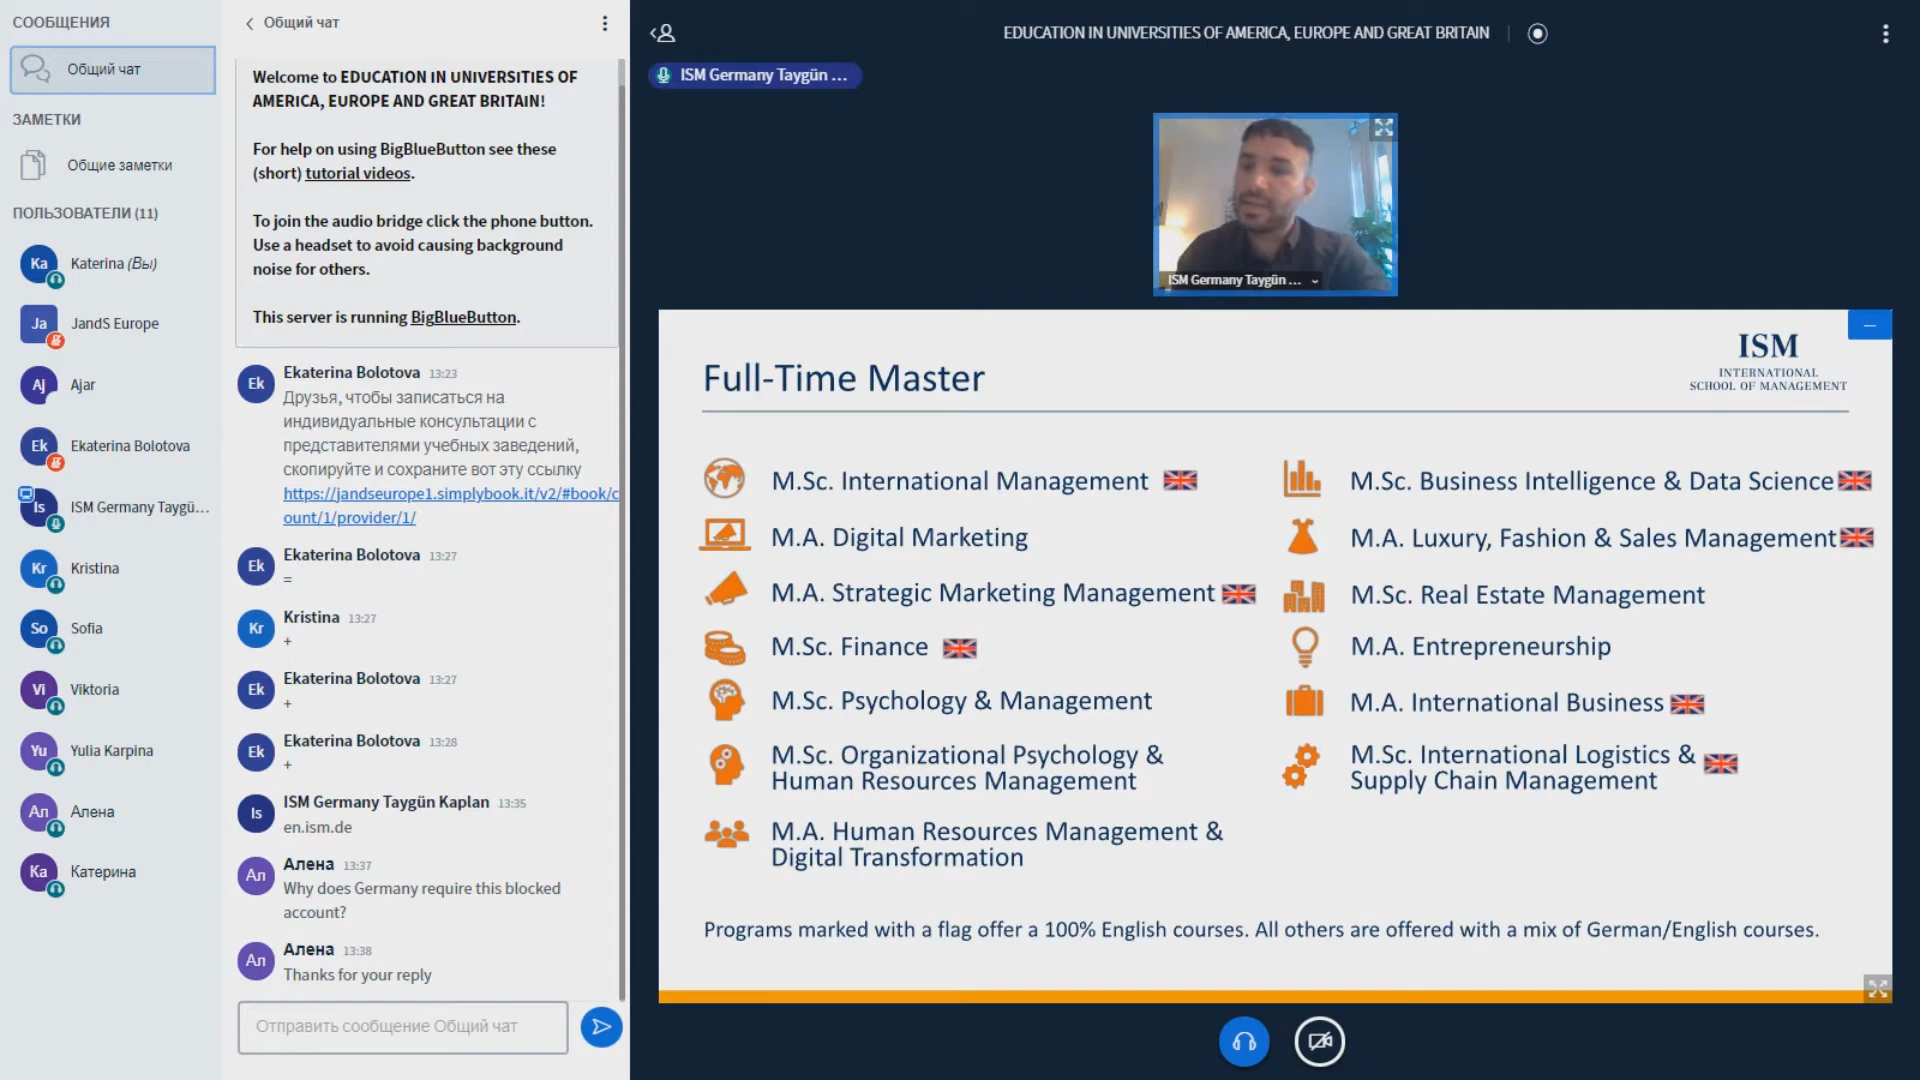 СООБЩЕНИЯ
Общий чат
ЗАМЕТКИ
Общие заметки
ПОЛЬЗОВАТЕЛИ (11)
Ka
Katerina (Вы)
Ja
JandS Europe
Aj
Ajar
Ek
Ekaterina Bolotova
Is
ISM Germany Taygü...
Kr
Kristina
So
Sofia
Vi
Viktoria
Yu
Yulia Karpina
Ал
Алена
Ка
Катерина
Общий чат
Welcome to EDUCATION IN UNIVERSITIES OF
AMERICA, EUROPE AND GREAT BRITAIN!
For help on using BigBlueButton see these
(short) tutorial videos.
To join the audio bridge click the phone button.
Use a headset to avoid causing background
noise for others.
This server is running BigBlueButton.
Ek
Ekaterina Bolotova 13:23
Друзья, чтобы записаться на
индивидуальные консультации с
представителями учебных заведений,
скопируйте и сохраните вот эту ссылку
https://jandseurope1.simplybook.it/v2/#book/c
ount/1/provider/1/
Ek
Ekaterina Bolotova 13:27
=
Kr
Kristina 13:27
+
Ek
Ekaterina Bolotova 13:27
+
Ek
Ekaterina Bolotova 13:28
+
Is
ISM Germany Taygün Kaplan 13:35
en.ism.de
Ал
Алена 13:37
Why does Germany require this blocked
account?
Ал
Алена 13:38
Thanks for your reply
Отправить сообщение Общий чат
EDUCATION IN UNIVERSITIES OF AMERICA, EUROPE AND GREAT BRITAIN
ISM Germany Taygün ...
ISM Germany Taygün ...
ISM
INTERNATIONAL
SCHOOL OF MANAGEMENT
Full-Time Master
M.Sc. International Management
M.A. Digital Marketing
M.A. Strategic Marketing Management
M.Sc. Finance
M.Sc. Psychology & Management
M.Sc. Organizational Psychology &
Human Resources Management
M.A. Human Resources Management &
Digital Transformation
M.Sc. Business Intelligence & Data Science
M.A. Luxury, Fashion & Sales Management
M.Sc. Real Estate Management
M.A. Entrepreneurship
M.A. International Business
M.Sc. International Logistics &
Supply Chain Management
Programs marked with a flag offer a 100% English courses. All others are offered with a mix of German/English courses.